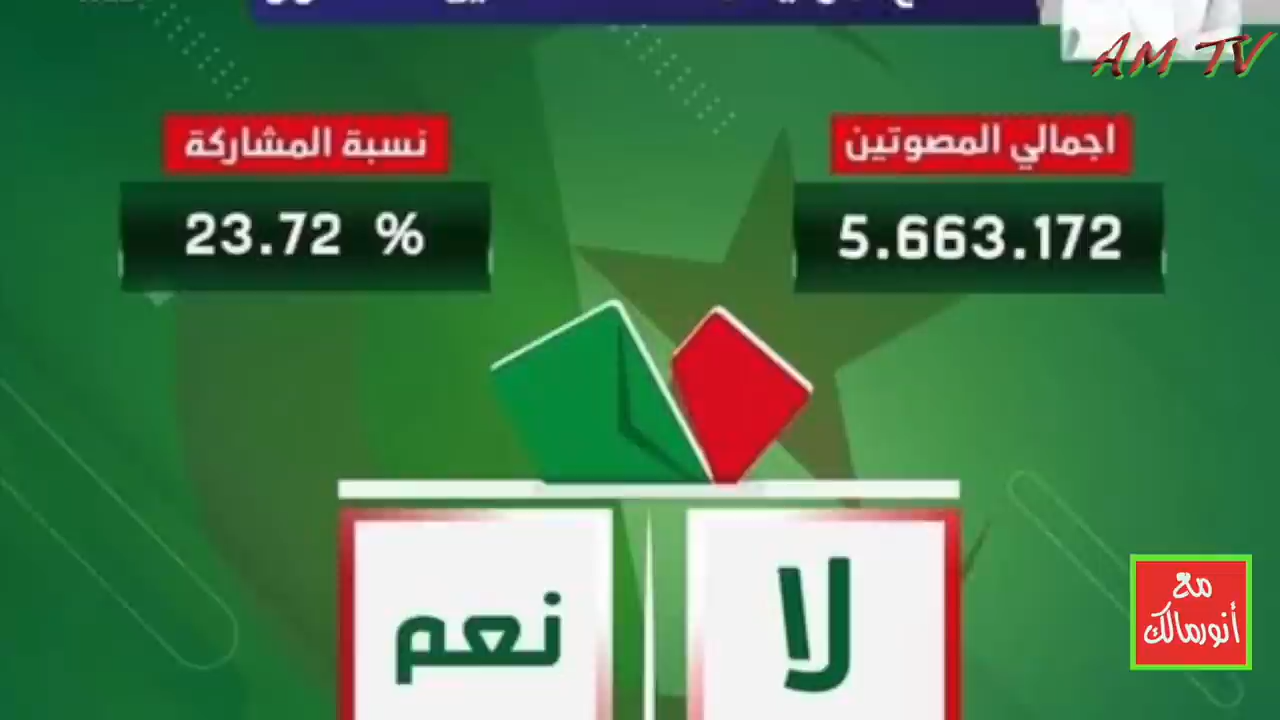 AM TV
اجمالي المصوتين
نسبة المشاركة
5.663.172
23.72 %
لا
نعم
مع
أنورمالك